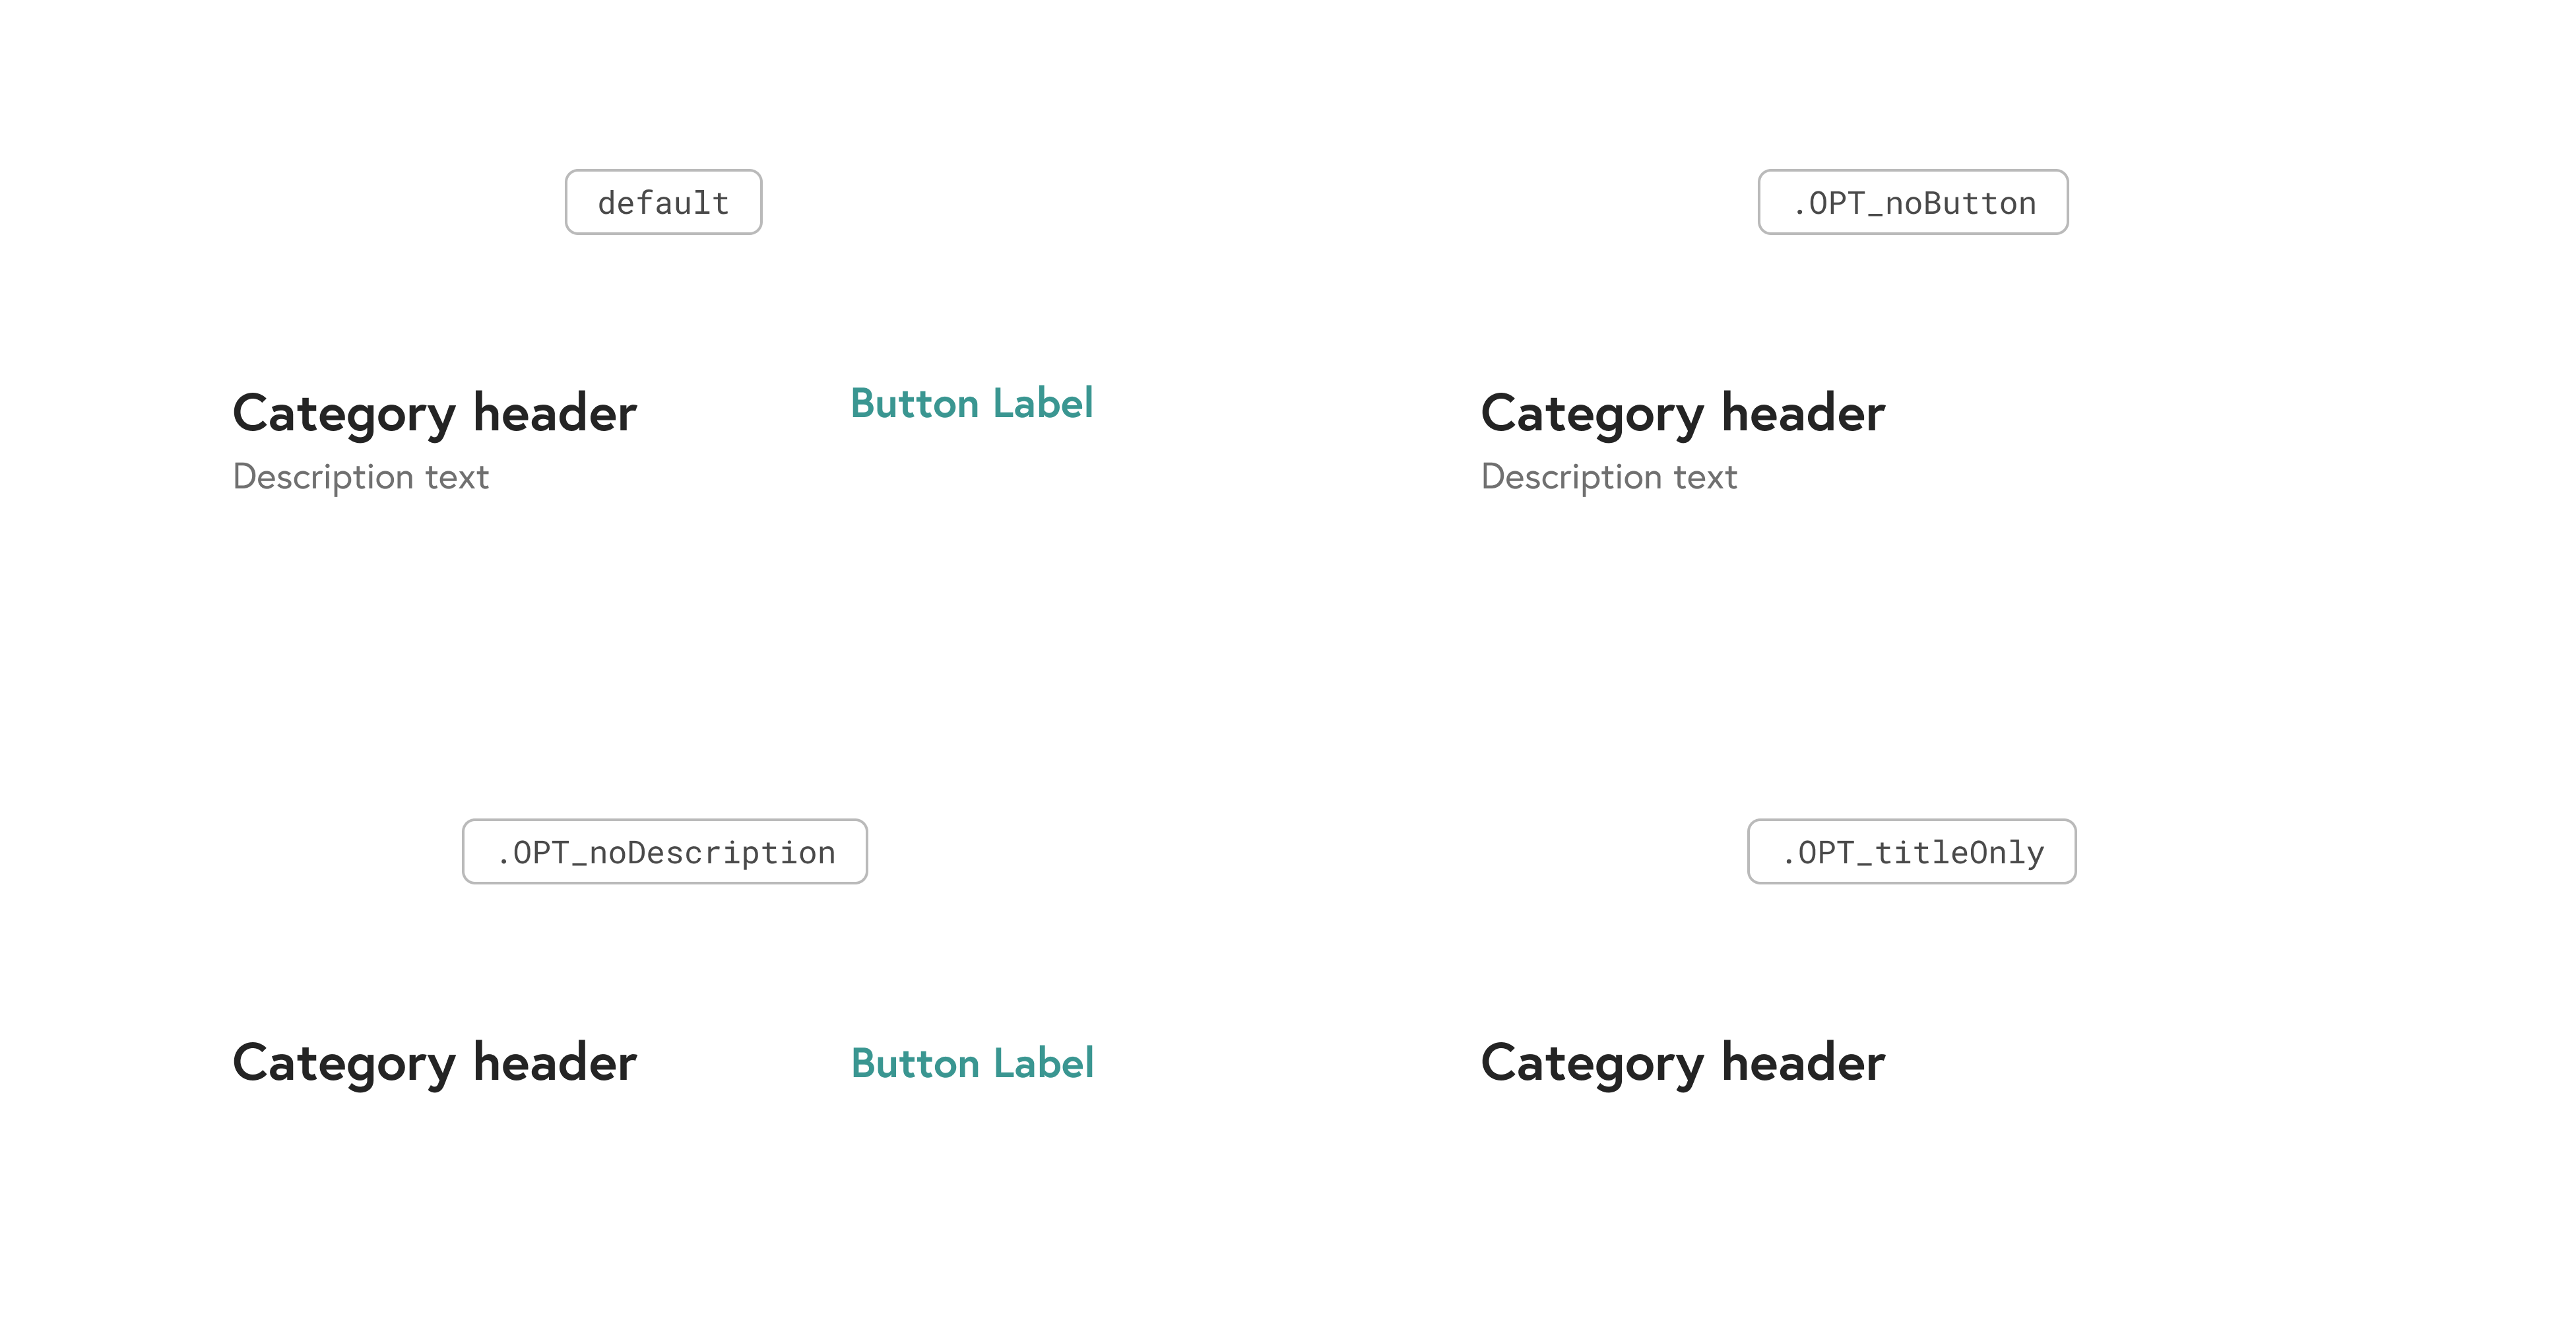 default
.OPT_noButton
Category header
Button Label
Description text
Category header
Description text
.OPT_noDescription
.OPT_titleOnly
Category header
Button Label
Category header